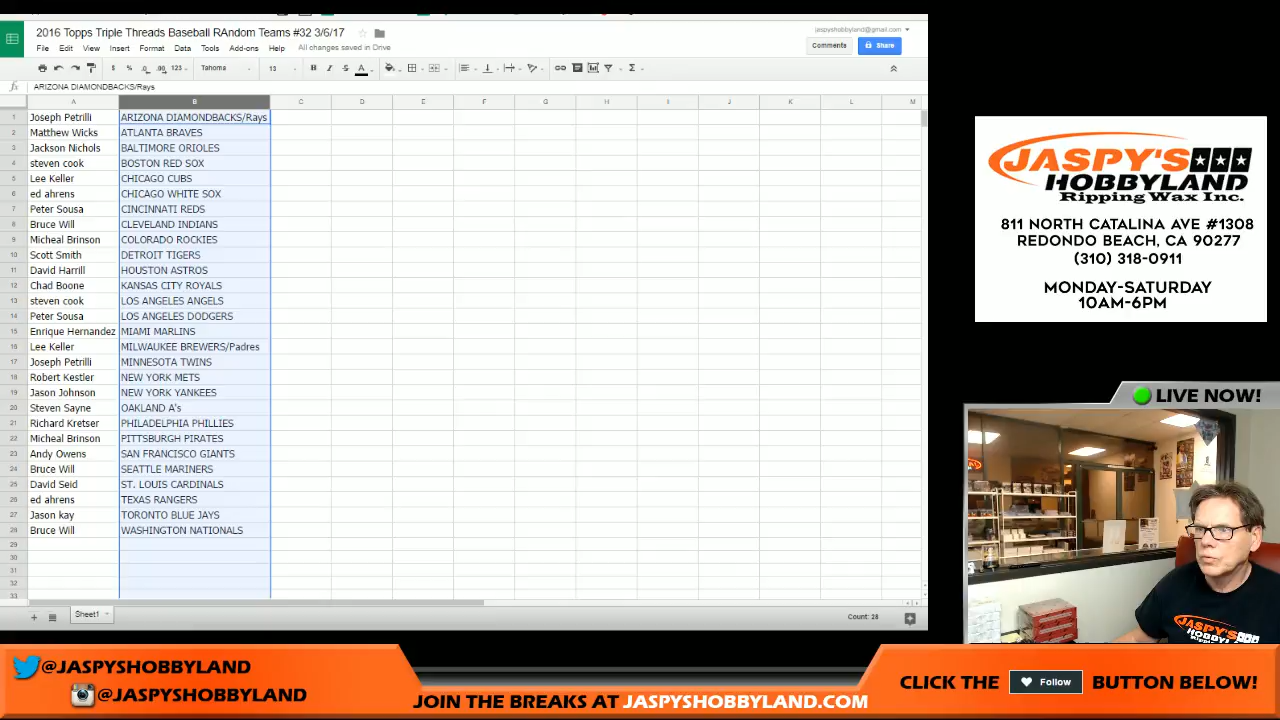 2016 Topps Triple Threads Baseball RAndom Teams #32 3/6/17
jaspyshobbyland@gmail.com
File Edit View Insert Format Data Tools Add-ons Help All changes saved in Drive
Comments Share
$ % .0 .00 123 Tahoma 13 B I S A
fx ARIZONA DIAMONDBACKS/Rays
A B C D E F G H I J K L M
1 Joseph Petrilli ARIZONA DIAMONDBACKS/Rays
2 Matthew Wicks ATLANTA BRAVES
3 Jackson Nichols BALTIMORE ORIOLES
4 steven cook BOSTON RED SOX
5 Lee Keller CHICAGO CUBS
6 ed ahrens CHICAGO WHITE SOX
7 Peter Sousa CINCINNATI REDS
8 Bruce Will CLEVELAND INDIANS
9 Micheal Brinson COLORADO ROCKIES
10 Scott Smith DETROIT TIGERS
11 David Harrill HOUSTON ASTROS
12 Chad Boone KANSAS CITY ROYALS
13 steven cook LOS ANGELES ANGELS
14 Peter Sousa LOS ANGELES DODGERS
15 Enrique Hernandez MIAMI MARLINS
16 Lee Keller MILWAUKEE BREWERS/Padres
17 Joseph Petrilli MINNESOTA TWINS
18 Robert Kestler NEW YORK METS
19 Jason Johnson NEW YORK YANKEES
20 Steven Sayne OAKLAND A's
21 Richard Kretser PHILADELPHIA PHILLIES
22 Micheal Brinson PITTSBURGH PIRATES
23 Andy Owens SAN FRANCISCO GIANTS
24 Bruce Will SEATTLE MARINERS
25 David Seid ST. LOUIS CARDINALS
26 ed ahrens TEXAS RANGERS
27 Jason kay TORONTO BLUE JAYS
28 Bruce Will WASHINGTON NATIONALS
29
30
31
32
33
Sheet1
Count: 28
JASPY'S
HOBBYLAND
Ripping Wax Inc.
811 NORTH CATALINA AVE #1308
REDONDO BEACH, CA 90277
(310) 318-0911
MONDAY-SATURDAY
10AM-6PM
LIVE NOW!
JASPY'S
HOBBYLAND
@JASPYSHOBBYLAND
@JASPYSHOBBYLAND
JOIN THE BREAKS AT JASPYSHOBBYLAND.COM
CLICK THE Follow BUTTON BELOW!